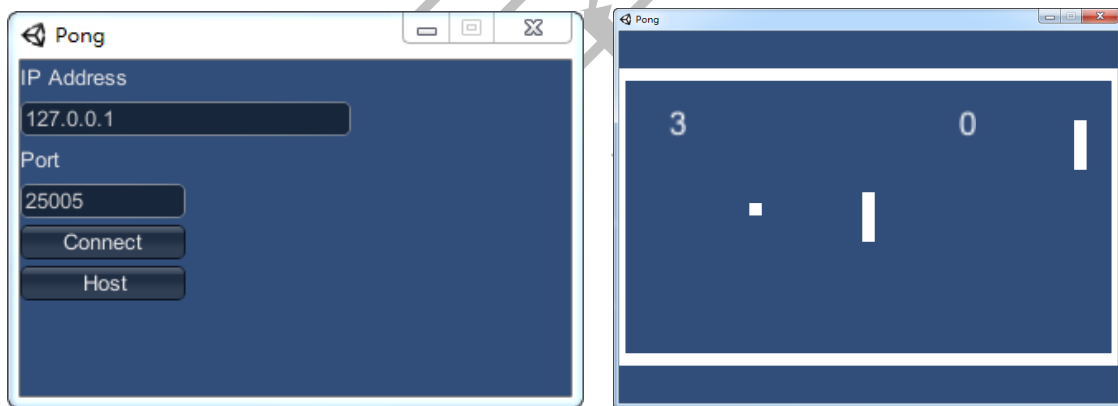 Pong
IP Address
127.0.0.1
Port
25005
Connect
Host
Pong
3 0